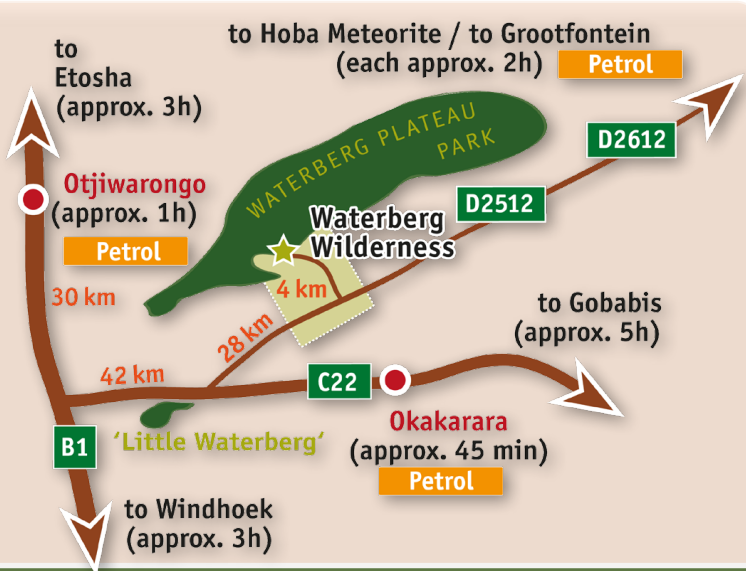 to Hoba Meteorite / to Grootfontein
(each approx. 2h)
Petrol
to
Etosha
(approx. 3h)
WATERBERG PLATEAU
PARK
D2612
Otjiwarongo
(approx. 1h)
Petrol
D2512
Waterberg
Wilderness
30 km
4 km
28 km
to Gobabis
(approx. 5h)
42 km
C22
Okakarara
(approx. 45 min)
Petrol
B1
'Little Waterberg'
to Windhoek
(approx. 3h)